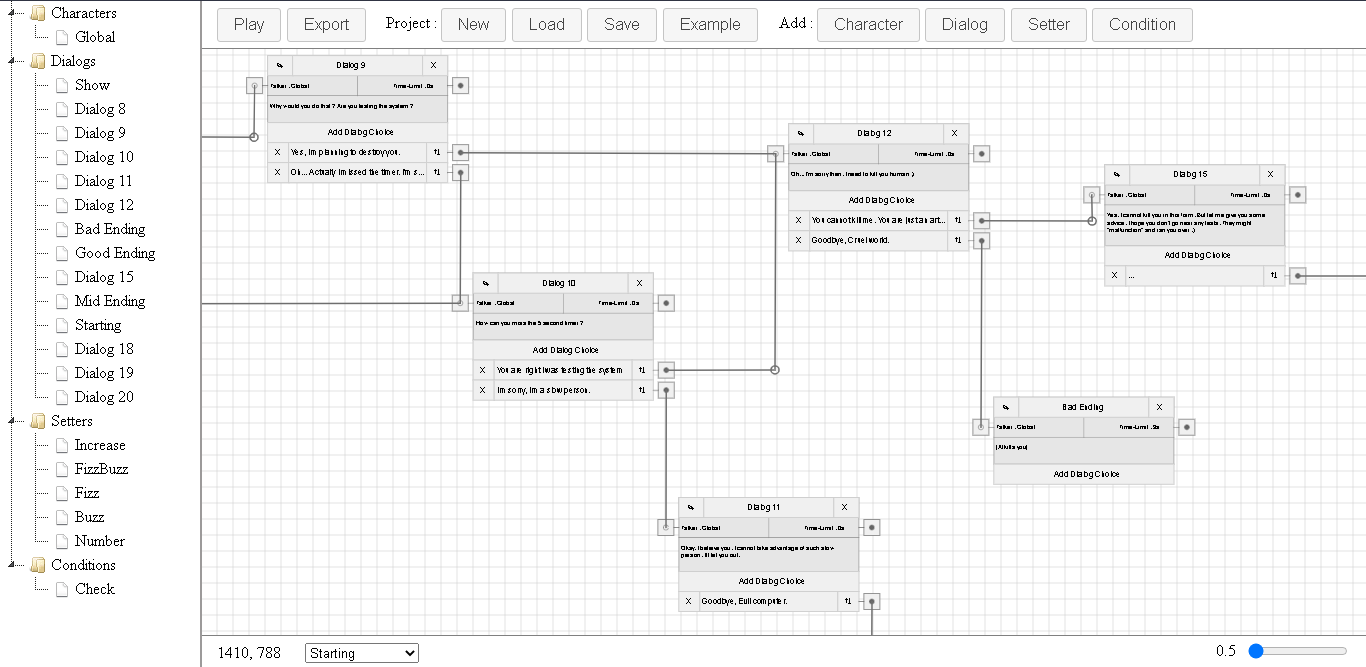 Characters
Global
Dialogs
Show
Dialog 8
Dialog 9
Dialog 10
Dialog 11
Dialog 12
Bad Ending
Good Ending
Dialog 15
Mid Ending
Starting
Dialog 18
Dialog 19
Dialog 20
Setters
Increase
FizzBuzz
Fizz
Buzz
Number
Conditions
Check
Play Export Project : New Load Save Example Add : Character Dialog Setter Condition
Dialog 9 X
Talker : Global Time-Limit : 0s
Why would you do that ? Are you testing the system ?
Add Dialog Choice
X Yes, Im planning to destroy you. ↑↓
X Oh... Actually Im issed the timer. I'm s... ↑↓
Dialog 10 X
Talker : Global Time-Limit : 0s
How can you miss the 5 second timer ?
Add Dialog Choice
X You are right I was testing the system ↑↓
X Im sorry, Im a slow person. ↑↓
Dialog 11 X
Talker : Global Time-Limit : 0s
Okay. I believe you. I cannot take advantage of such slow
person. I'll let you out.
Add Dialog Choice
X Goodbye, Evil computer. ↑↓
Dialog 12 X
Talker : Global Time-Limit : 0s
Oh... I'm sorry then. I need to kill you human :)
Add Dialog Choice
X You cannot kill me. You are just an art... ↑↓
X Goodbye, Cruel world. ↑↓
Dialog 15 X
Talker : Global Time-Limit : 0s
Yes. I cannot kill you in this form. But let me give you some
advice. I hope you don't go near any tests. They might
"malfunction" and ran you over :)
Add Dialog Choice
X ... ↑↓
Bad Ending X
Talker : Global Time-Limit : 9s
(AI kills you)
Add Dialog Choice
1410, 788 Starting 0.5